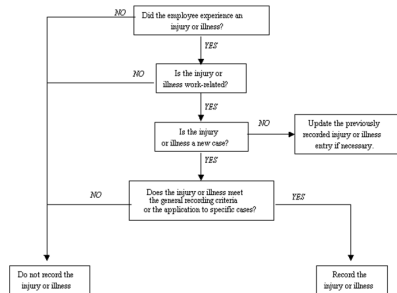 NO
Did the employee experience an
injury or illness?
YES
NO
Is the injury or
illness work-related?
YES
Is the injury
or illness a new case?
NO
Update the previously
recorded injury or illness
entry if necessary.
YES
NO
Does the injury or illness meet
the general recording criteria
or the application to specific cases?
YES
Do not record the
injury or illness
Record the
injury or illness